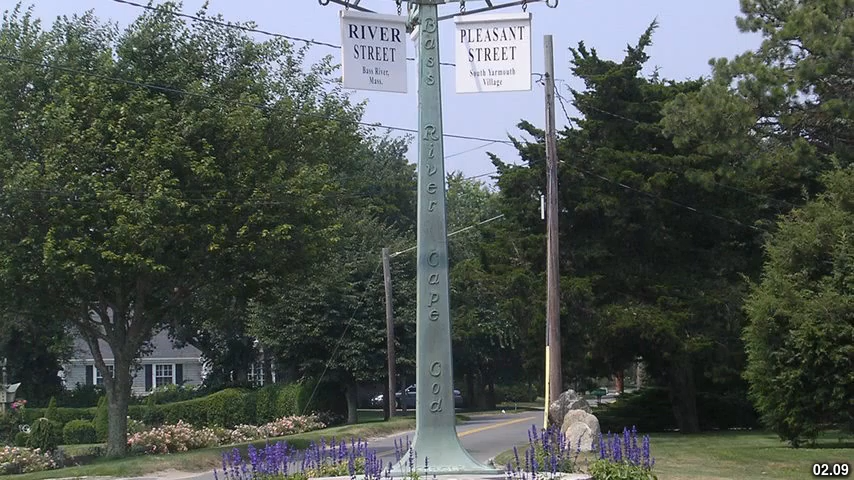 RIVER
STREET
Bass River,
Mass.
PLEASANT
STREET
South Yarmouth
Village
Bass River Cape Cod
02.09